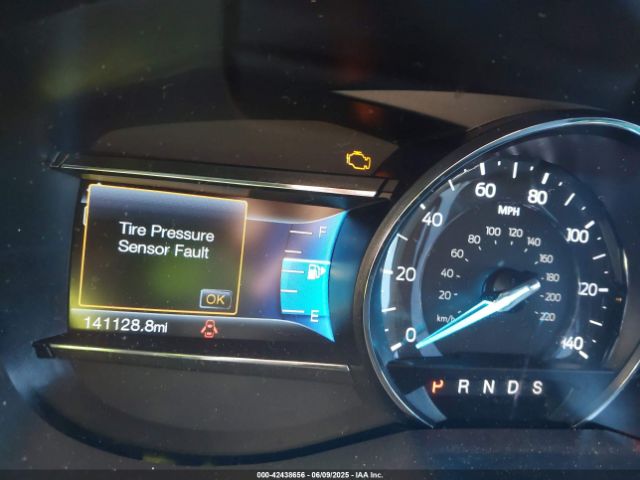 Tire Pressure
Sensor Fault
OK
F
E
141128.8mi
MPH
0
20
40
60
80
100
120
140
km/h
20
40
60
80
100
120
140
160
180
200
220
P R N D S
000-42438656 - 06/09/2025 - IAA Inc.